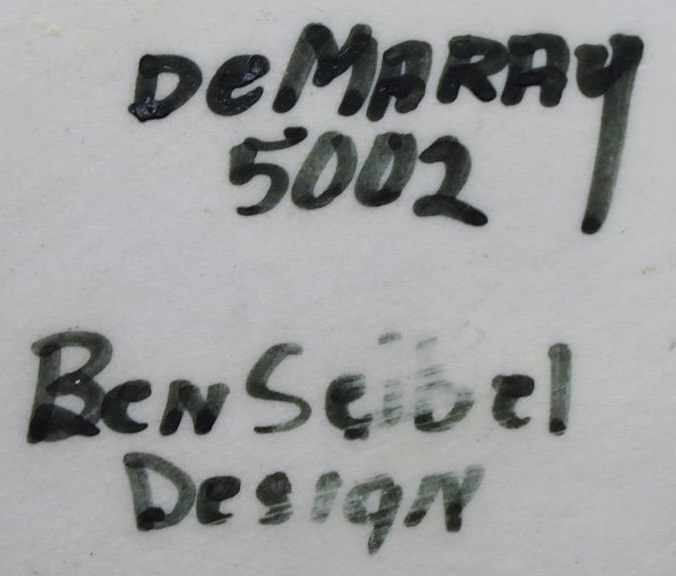 DeMARAY
5002
Ben Seibel
Design